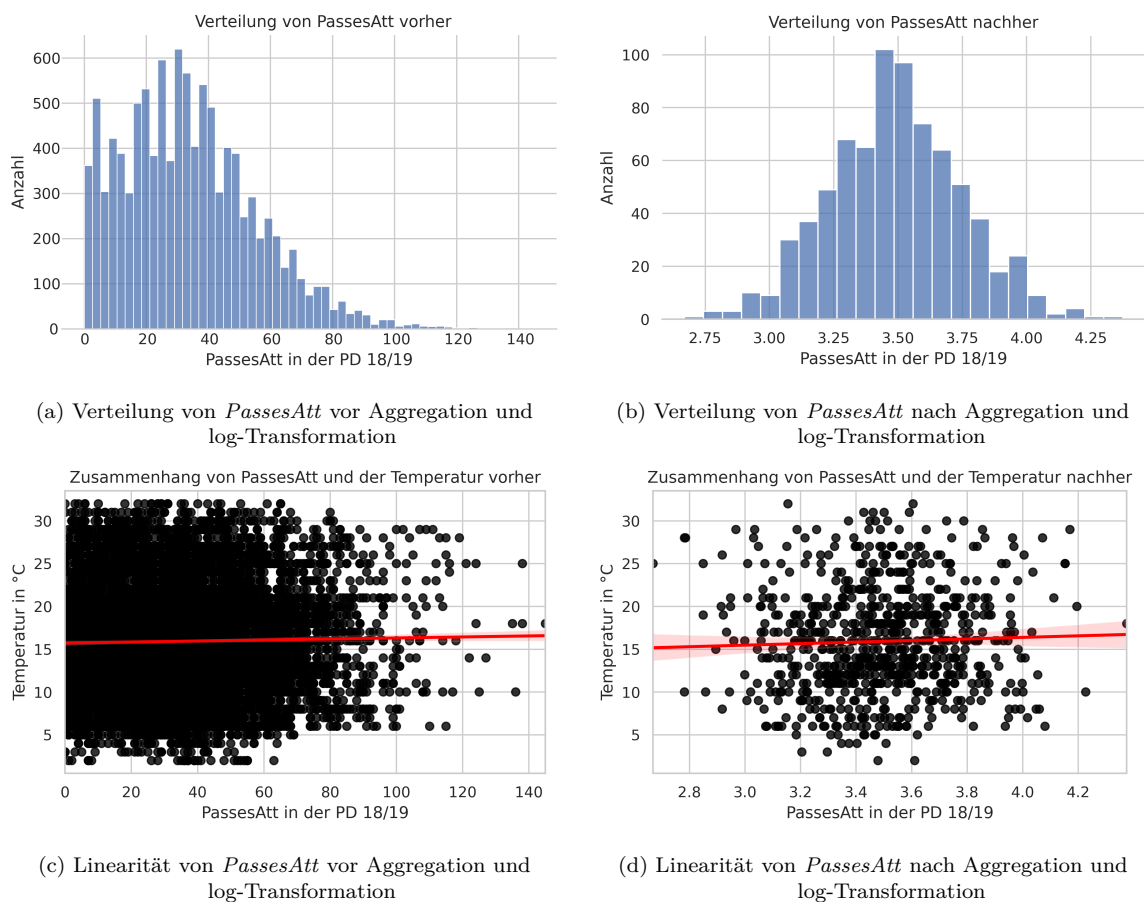 Verteilung von PassesAtt vorher
600
500
400
300
200
100
0
Anzahl
0 20 40 60 80 100 120 140
PassesAtt in der PD 18/19
(a) Verteilung von PassesAtt vor Aggregation und
log-Transformation
Verteilung von PassesAtt nachher
100
80
60
40
20
0
Anzahl
2.75 3.00 3.25 3.50 3.75 4.00 4.25
PassesAtt in der PD 18/19
(b) Verteilung von PassesAtt nach Aggregation und
log-Transformation
Zusammenhang von PassesAtt und der Temperatur vorher
30
25
20
15
10
5
Temperatur in °C
0 20 40 60 80 100 120 140
PassesAtt in der PD 18/19
(c) Linearität von PassesAtt vor Aggregation und
log-Transformation
Zusammenhang von PassesAtt und der Temperatur nachher
30
25
20
15
10
5
Temperatur in °C
2.8 3.0 3.2 3.4 3.6 3.8 4.0 4.2
PassesAtt in der PD 18/19
(d) Linearität von PassesAtt nach Aggregation und
log-Transformation